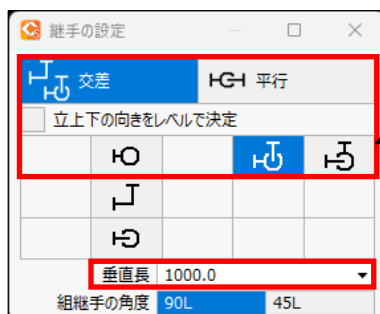 継手の設定
交差 平行
立上下の向きをレベルで決定
垂直長 1000.0
組継手の角度 90L 45L